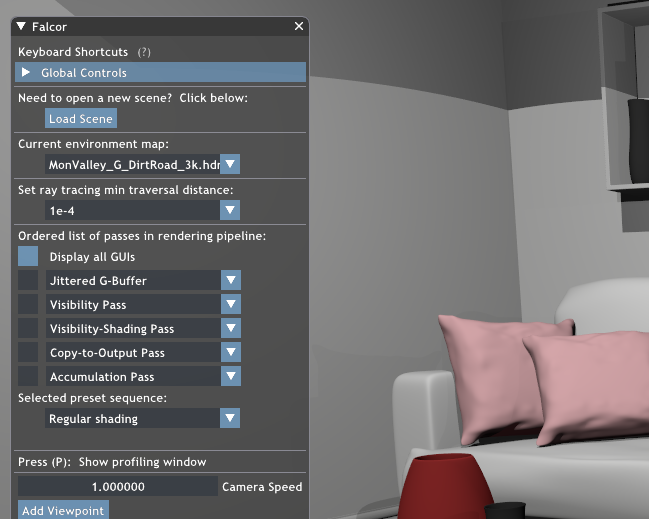 Falcor
Keyboard Shortcuts (?)
Global Controls
Need to open a new scene? Click below:
Load Scene
Current environment map:
MonValley_G_DirtRoad_3k.hdr
Set ray tracing min traversal distance:
1e-4
Ordered list of passes in rendering pipeline:
Display all GUIs
Jittered G-Buffer
Visibility Pass
Visibility-Shading Pass
Copy-to-Output Pass
Accumulation Pass
Selected preset sequence:
Regular shading
Press (P): Show profiling window
1.000000 Camera Speed
Add Viewpoint